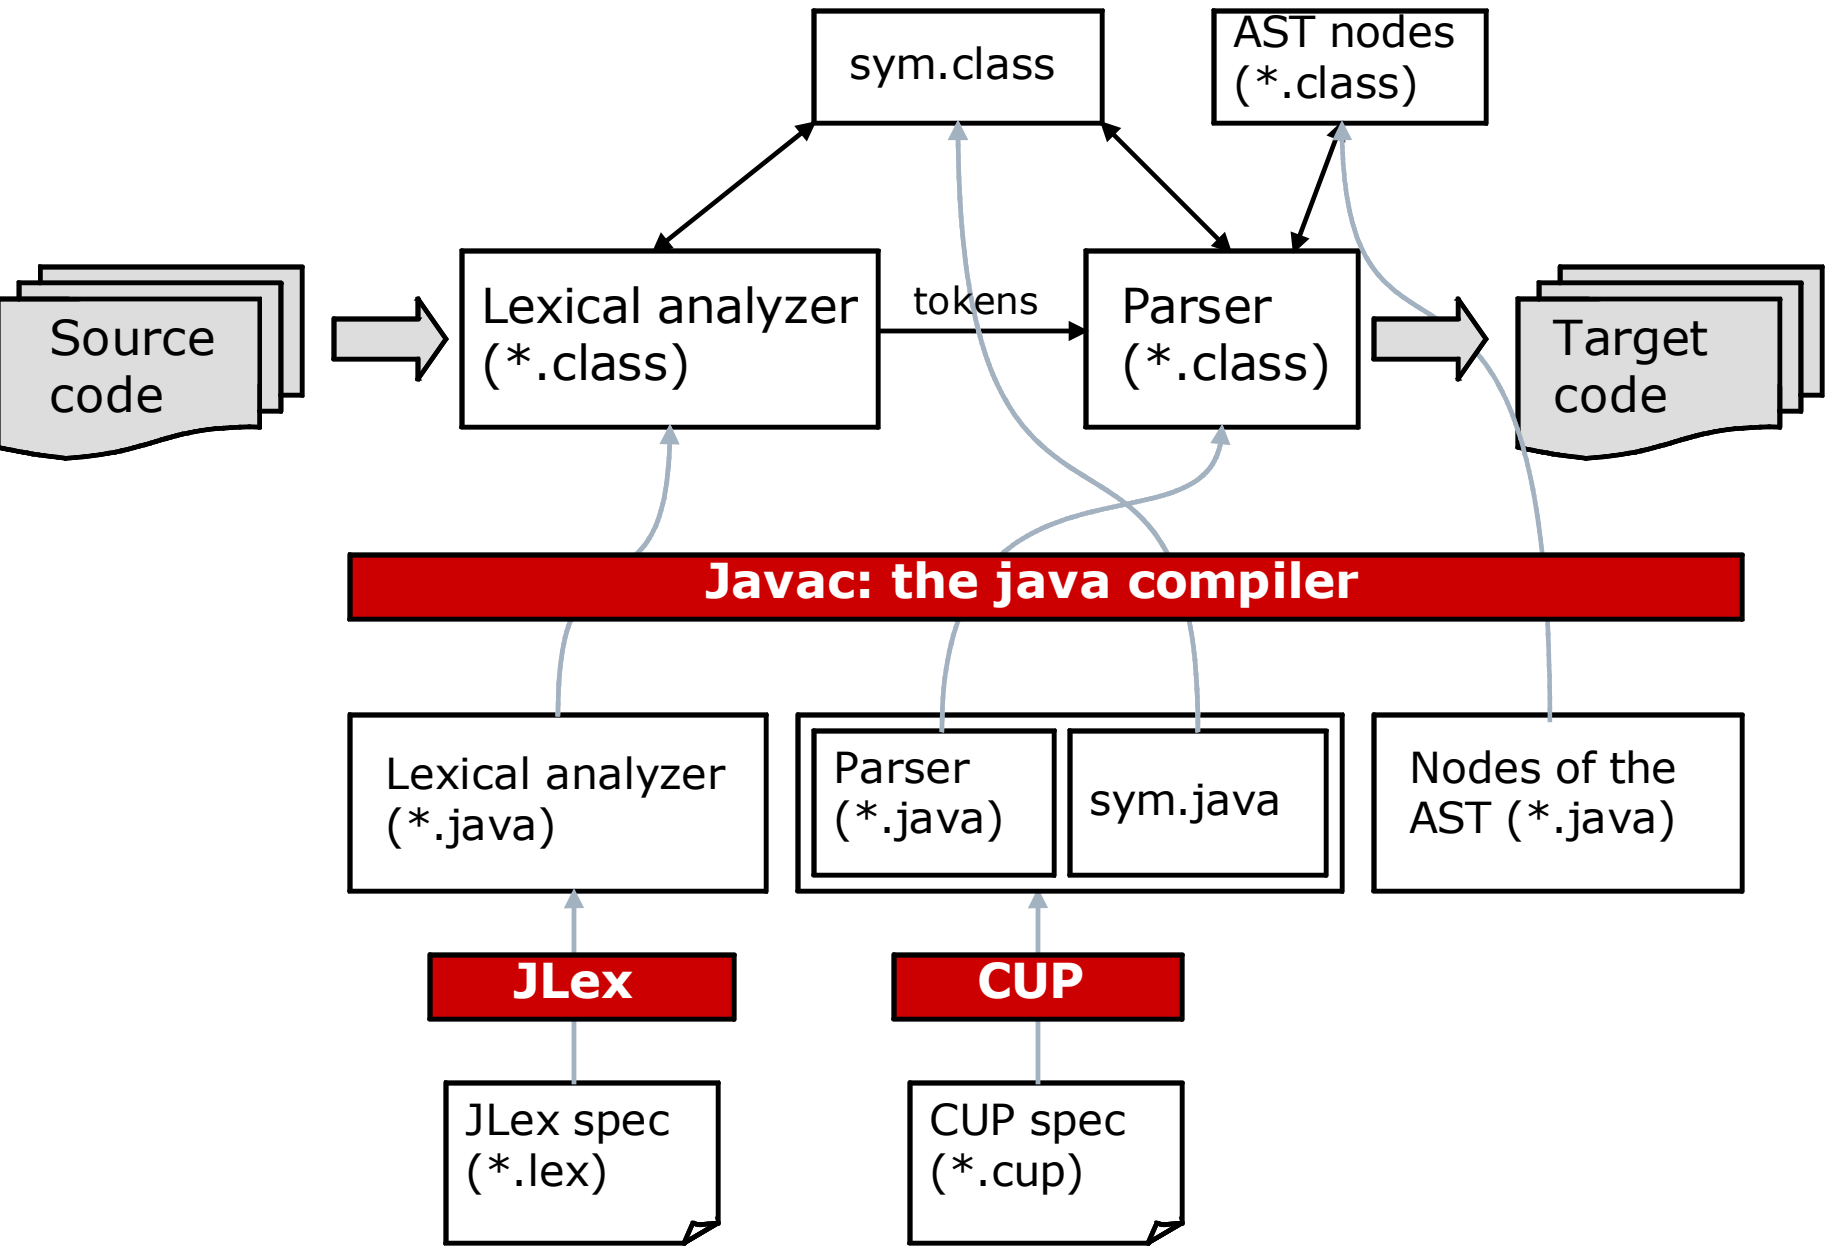 sym.class
AST nodes
(*.class)
Source
code
Lexical analyzer
(*.class)
tokens
Parser
(*.class)
Target
code
Javac: the java compiler
Lexical analyzer
(*.java)
Parser
(*.java)
sym.java
Nodes of the
AST (*.java)
JLex
CUP
JLex spec
(*.lex)
CUP spec
(*.cup)